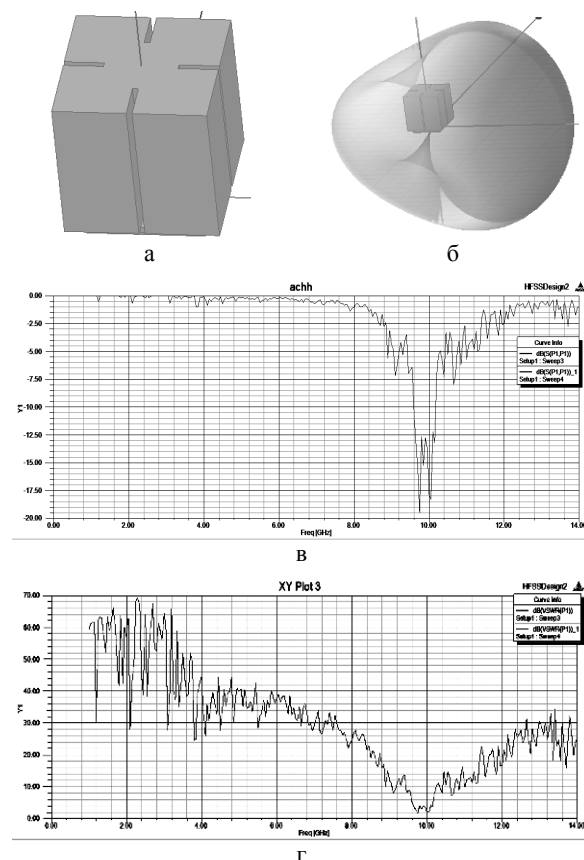 а
б
achh
HFSSDesign2
0.00
-2.50
-5.00
-7.50
-10.00
-12.50
-15.00
-17.50
-20.00
Y1
Curve Info
dB(S(P1,P1))
Setup1 : Sweep3
dB(S(P1,P1))_1
Setup1 : Sweep4
0.00 2.00 4.00 6.00 8.00 10.00 12.00 14.00
Freq [GHz]
в
XY Plot 3
HFSSDesign2
70.00
60.00
50.00
40.00
30.00
20.00
10.00
0.00
Y1
Curve Info
dB(VSWR(P1))
Setup1 : Sweep3
dB(VSWR(P1))_1
Setup1 : Sweep4
0.00 2.00 4.00 6.00 8.00 10.00 12.00 14.00
Freq [GHz]
г